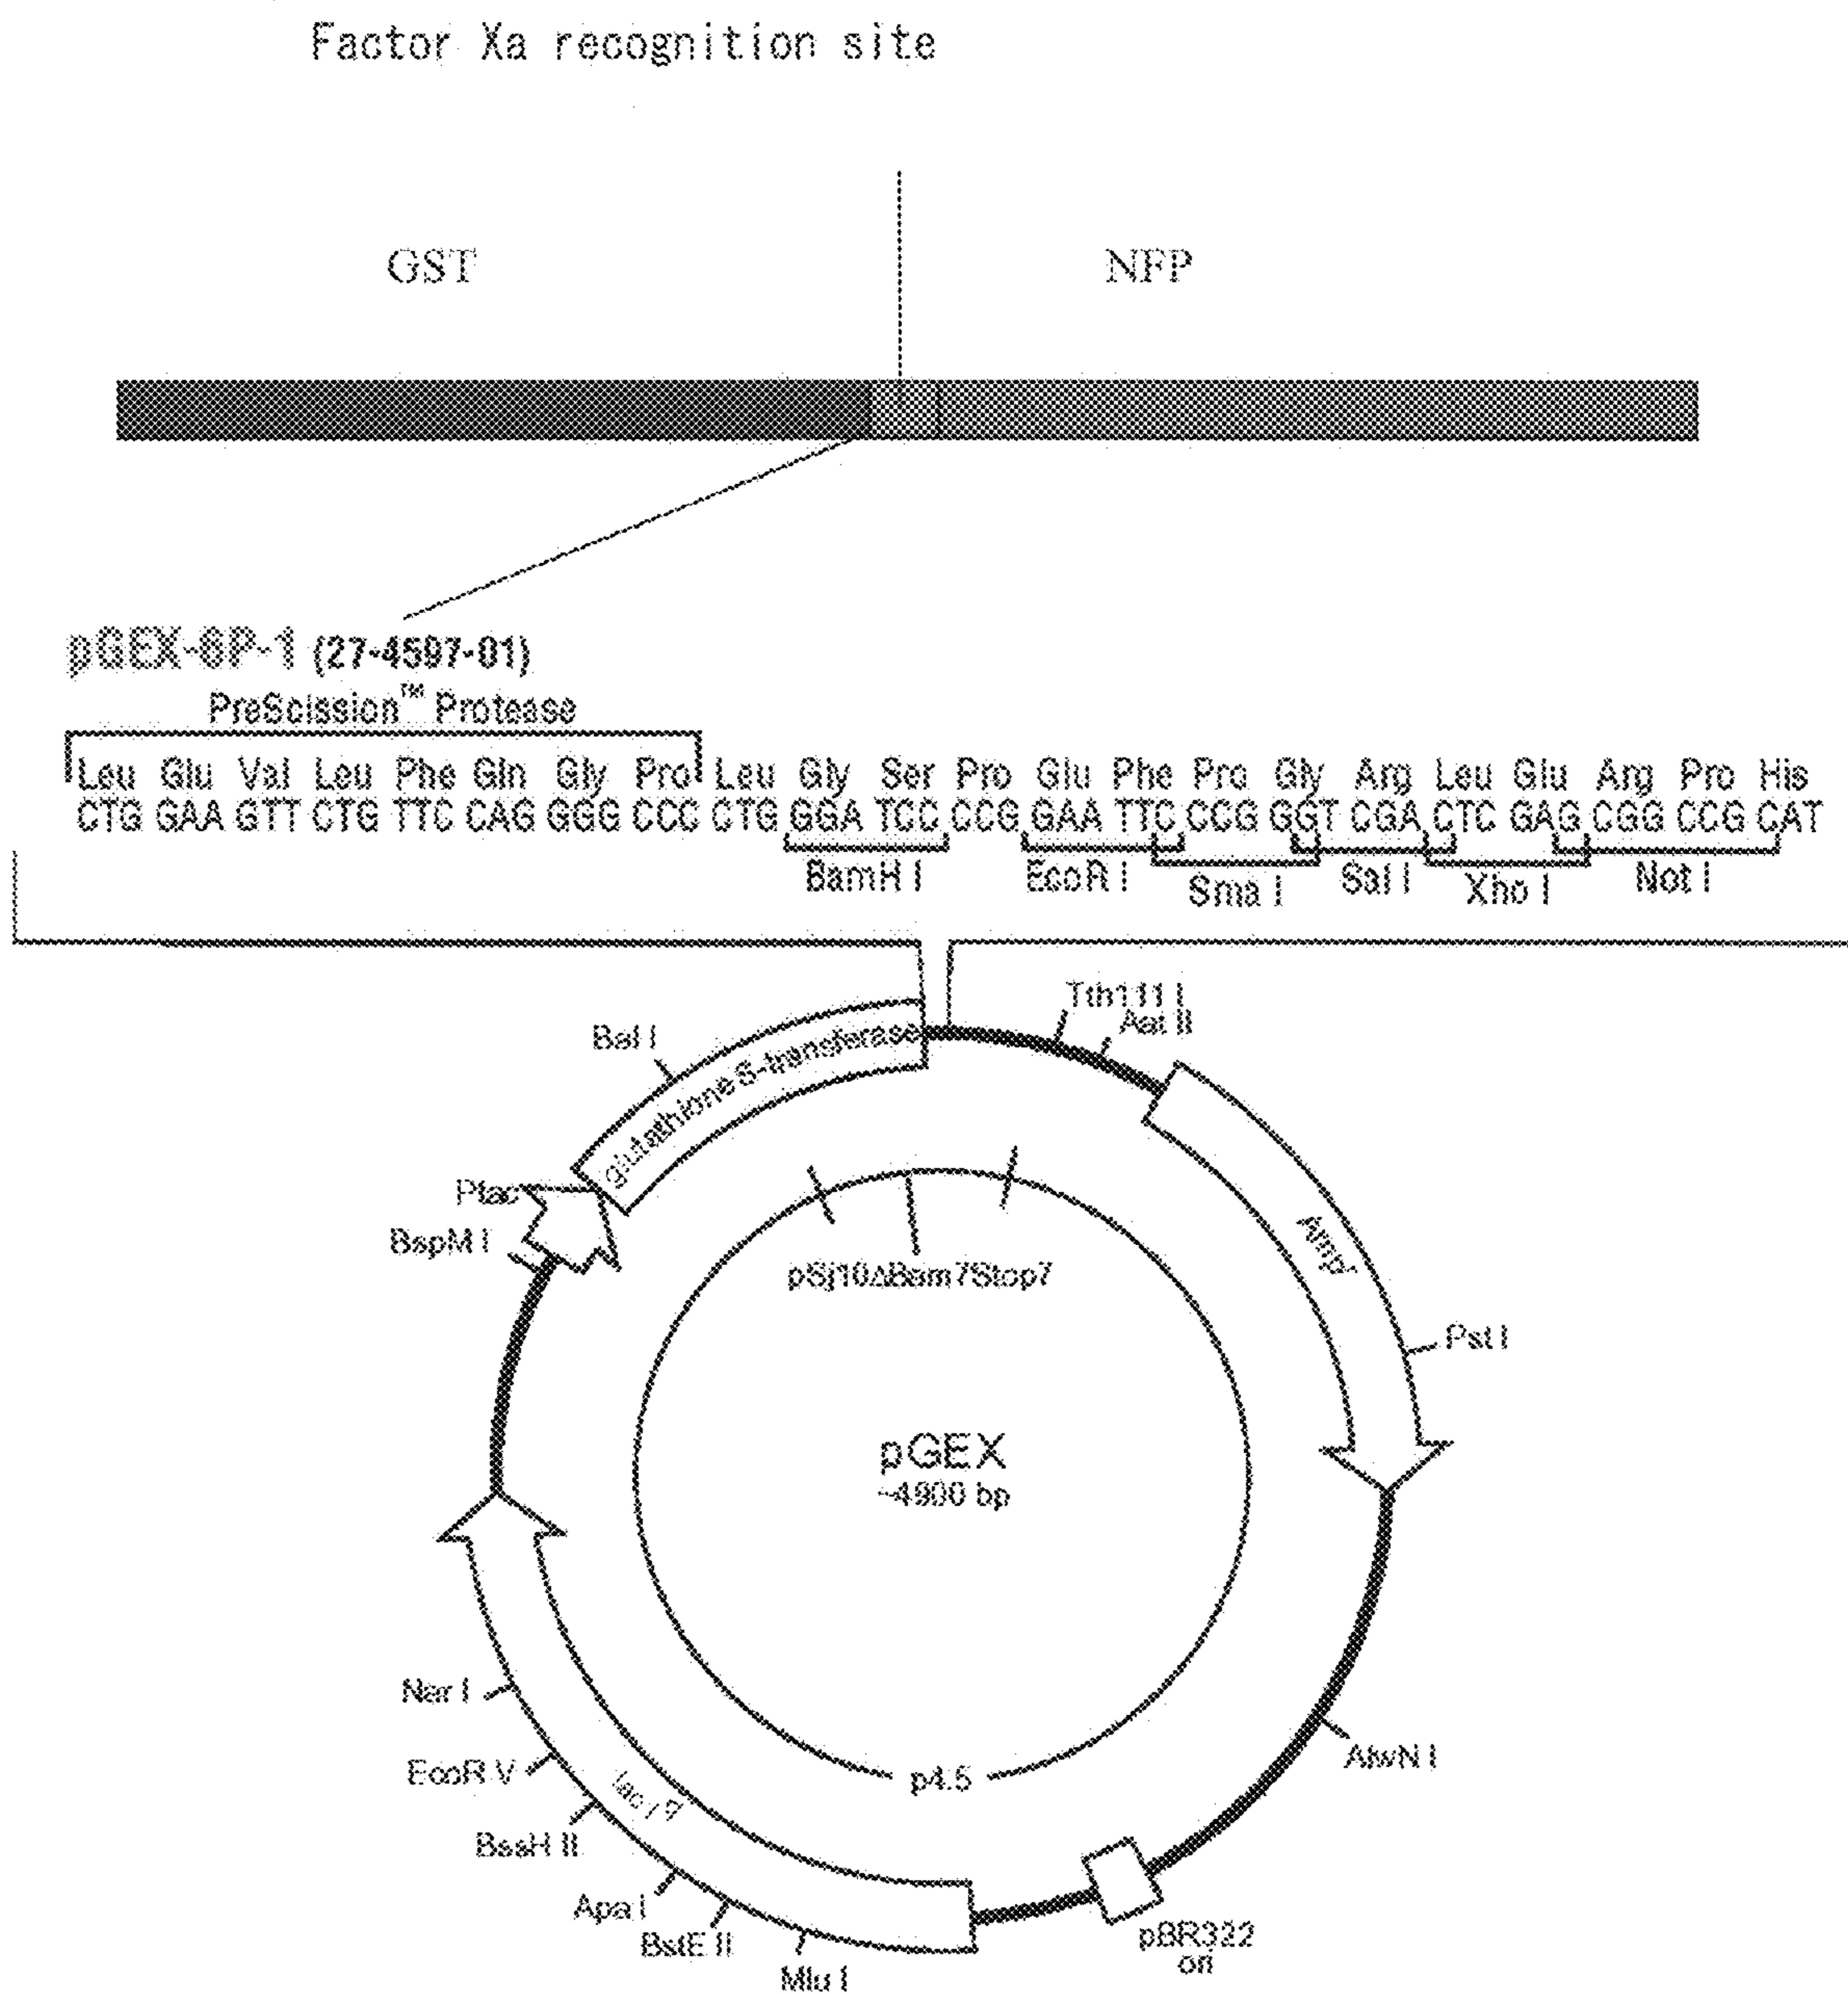 Factor Xa recognition site
GST
NFP
pGEX-6P-1 (27-4597-01)
PreScission™ Protease
Leu Glu Val Leu Phe Gln Gly Pro Leu Gly Ser Pro Glu Phe Pro Gly Arg Leu Glu Arg Pro His
CTG GAA GTT CTG TTC CAG GGG CCC CTG GGA TCC CCG GAA TTC CCG GGT CGA CTC GAG CGG CCG CAT
BamH I
EcoR I
Sma I
Sal I
Xho I
Not I
Tth111 I
Aat II
Bal I
glutathione S-transferase
Ptac
BspM I
pSj10ΔBam7Stop7
Ampr
Pst I
pGEX
~4900 bp
Nar I
EcoR V
BssH II
Apa I
BstE II
Mlu I
lac Iq
p4.5
AlwN I
pBR322
ori